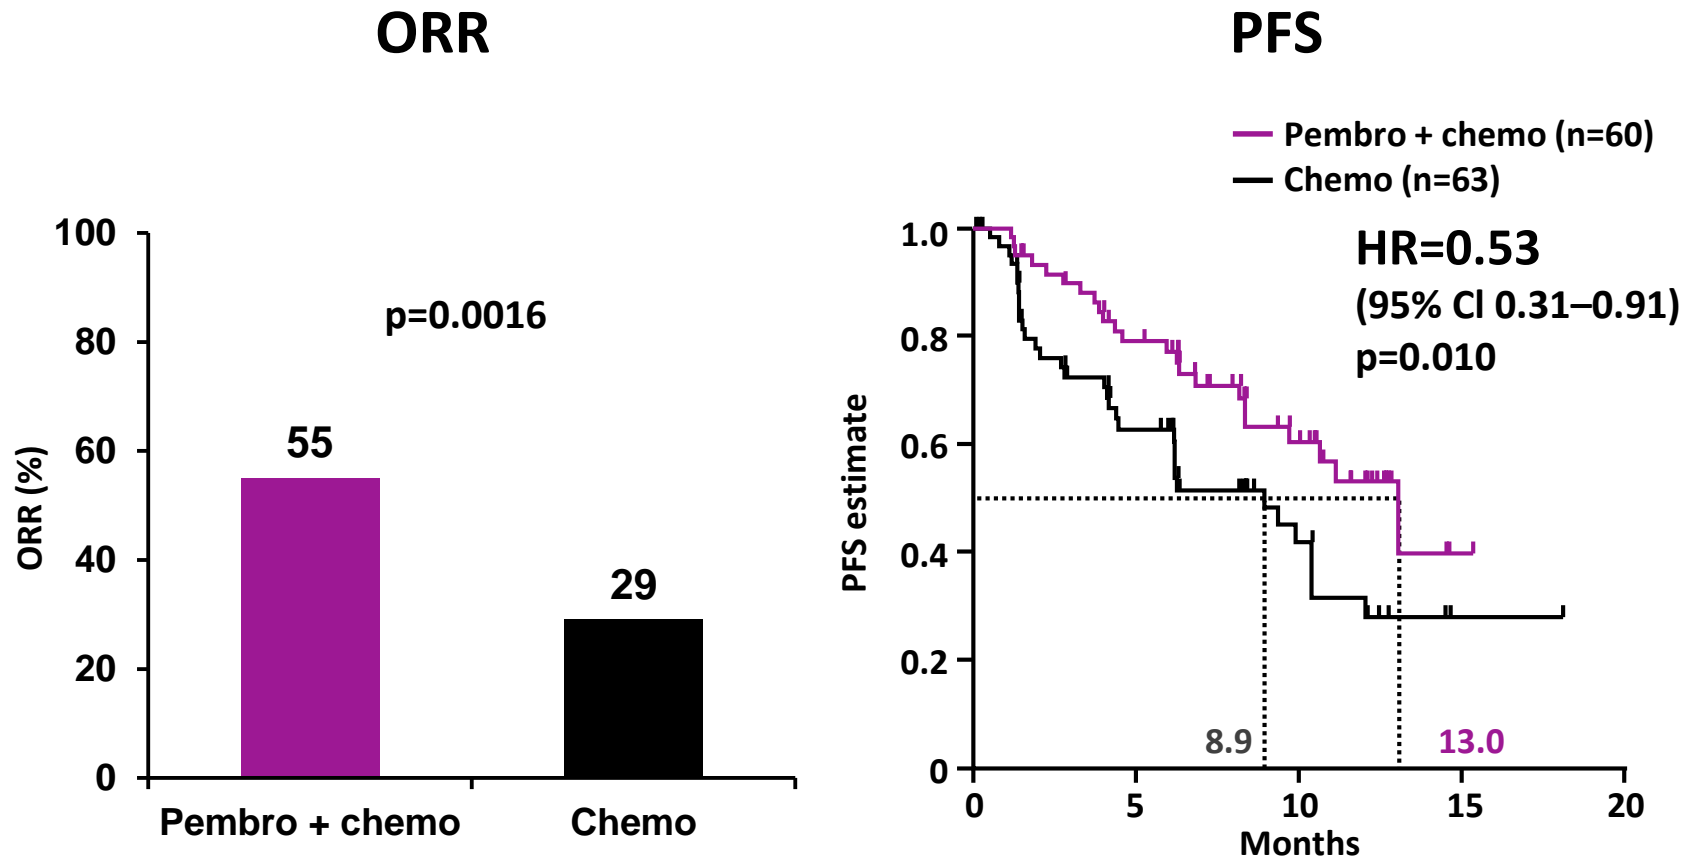 ORR
p=0.0016
ORR (%)
100
80
60
40
20
0
55
29
Pembro + chemo
Chemo
PFS
Pembro + chemo (n=60)
Chemo (n=63)
HR=0.53
(95% CI 0.31–0.91)
p=0.010
PFS estimate
1.0
0.8
0.6
0.4
0.2
0
8.9
13.0
0
5
10
15
20
Months